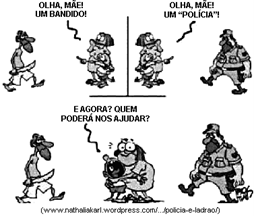 OLHA, MÃE!
UM BANDIDO!
OLHA, MÃE!
UM "POLÍCIA"!
E AGORA? QUEM
PODERÁ NOS AJUDAR?
(www.nathaliakarl.wordpress.com/.../policia-e-ladrao/)